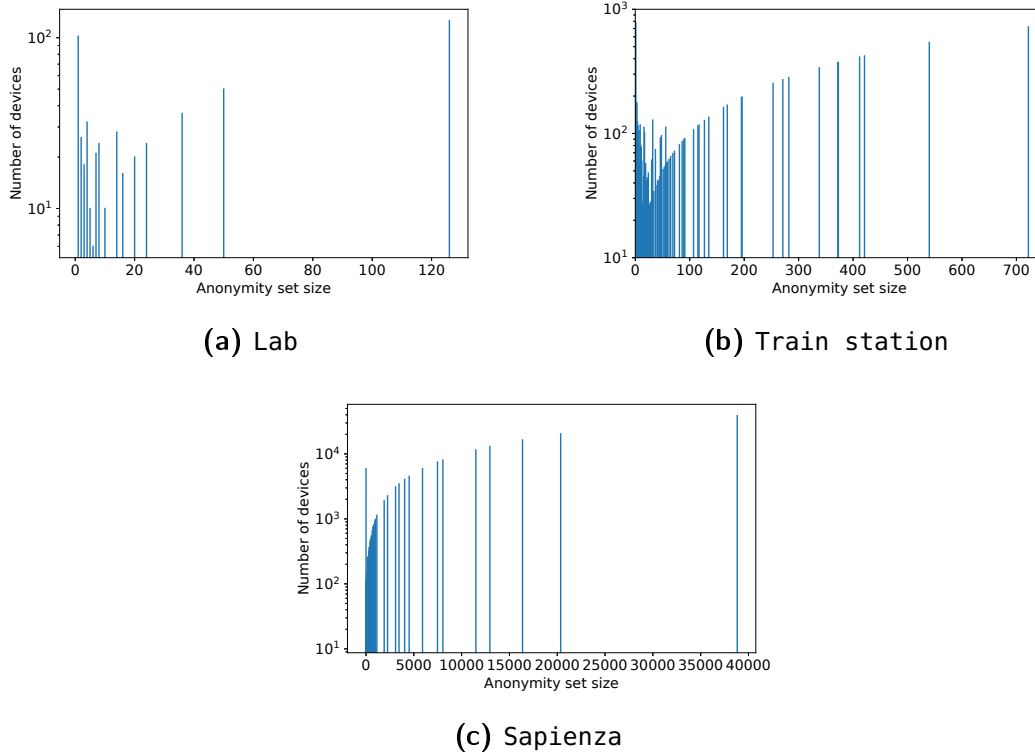 10²
10¹
Number of devices
0 20 40 60 80 100 120
Anonymity set size
(a) Lab
10³
10²
10¹
Number of devices
0 100 200 300 400 500 600 700
Anonymity set size
(b) Train station
10⁴
10³
10²
10¹
Number of devices
0 5000 10000 15000 20000 25000 30000 35000 40000
Anonymity set size
(c) Sapienza